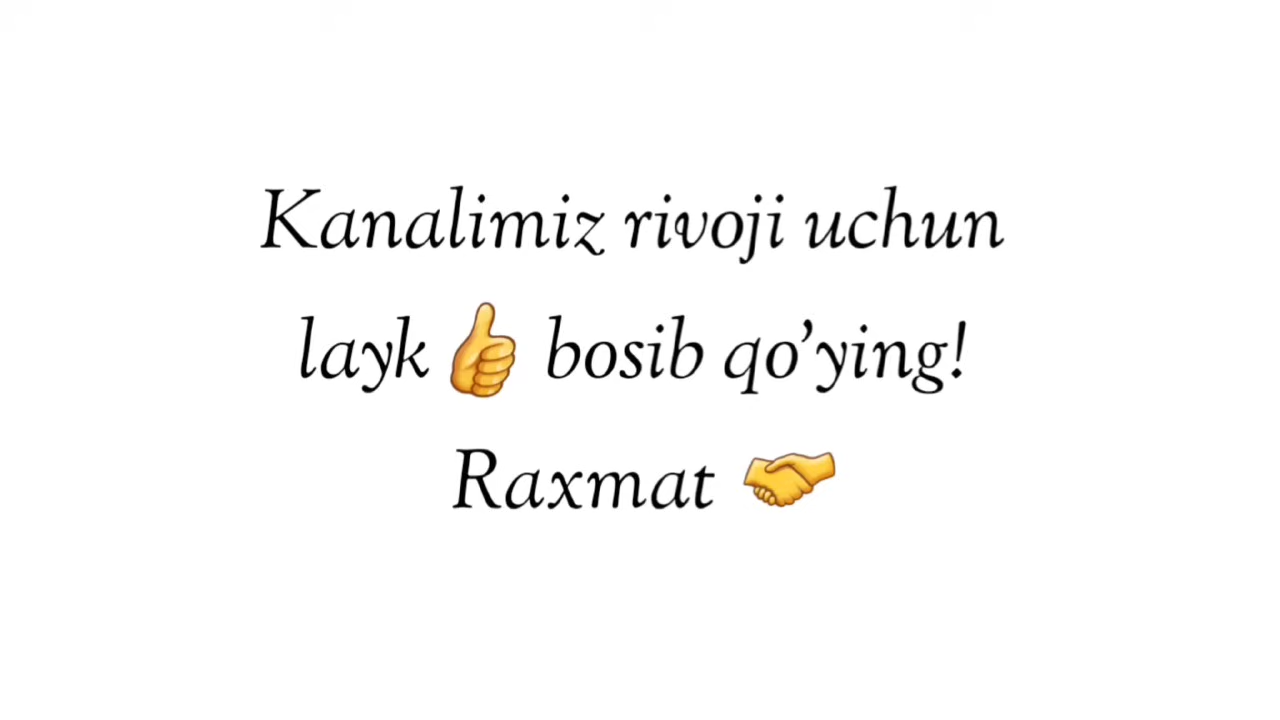 Kanalimiz rivoji uchun
layk👍 bosib qo’ying!
Raxmat 🤝